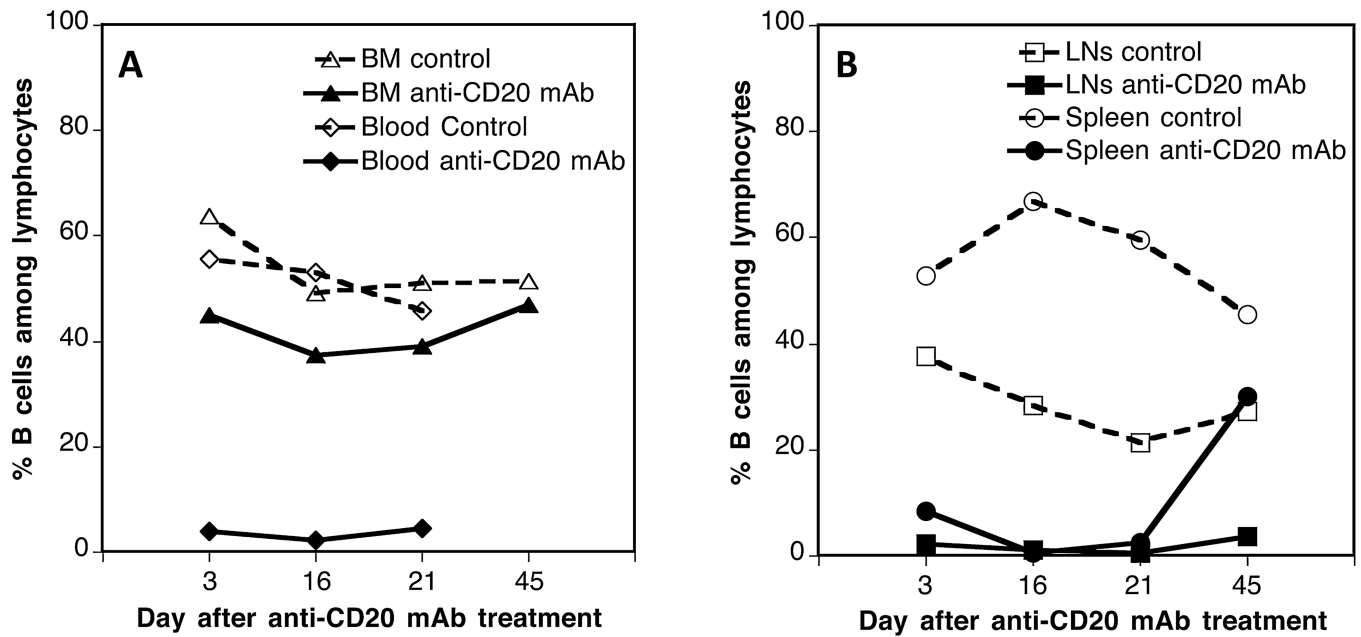 A
% B cells among lymphocytes
100
80
60
40
20
0
BM control
BM anti-CD20 mAb
Blood Control
Blood anti-CD20 mAb
3 16 21 45
Day after anti-CD20 mAb treatment
B
% B cells among lymphocytes
100
80
60
40
20
0
LNs control
LNs anti-CD20 mAb
Spleen control
Spleen anti-CD20 mAb
3 16 21 45
Day after anti-CD20 mAb treatment